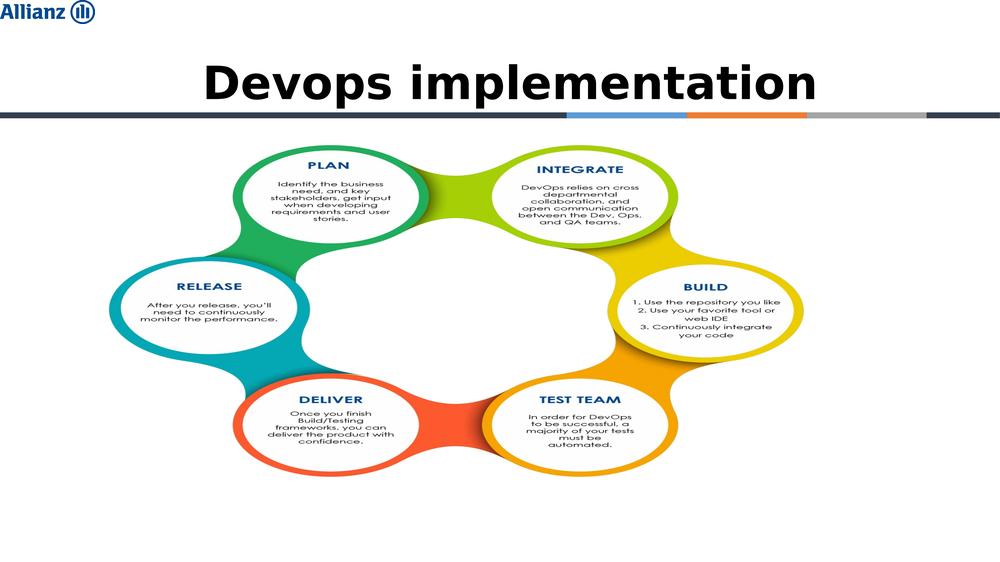 Allianz
Devops implementation
PLAN
Identify the business
need, and key
stakeholders, get input
when developing
requirements and user
stories.
INTEGRATE
DevOps relies on cross
departmental
collaboration, and
open communication
between the Dev, Ops,
and QA teams.
RELEASE
After you release, you'll
need to continuously
monitor the performance.
BUILD
1. Use the repository you like
2. Use your favorite tool or
web IDE
3. Continuously integrate
your code
DELIVER
Once you finish
Build/Testing
frameworks, you can
deliver the product with
confidence.
TEST TEAM
In order for DevOps
to be successful, a
majority of your tests
must be
automated.